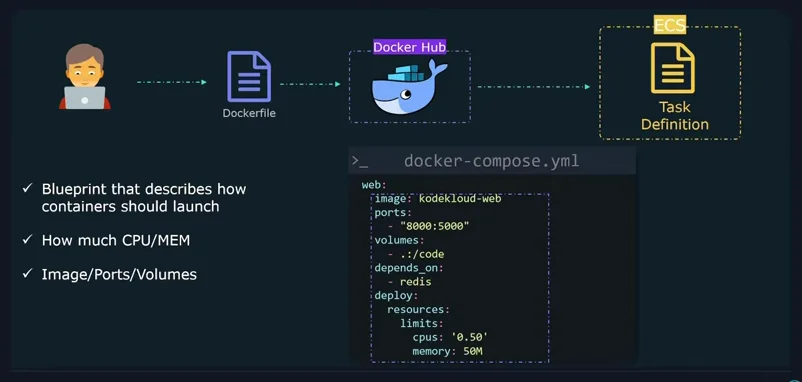 Docker Hub
ECS
Dockerfile
Task
Definition
✓ Blueprint that describes how
containers should launch
✓ How much CPU/MEM
✓ Image/Ports/Volumes
>_ docker-compose.yml
web:
image: kodekloud-web
ports:
- "8000:5000"
volumes:
- .:/code
depends_on:
- redis
deploy:
resources:
limits:
cpus: '0.50'
memory: 50M